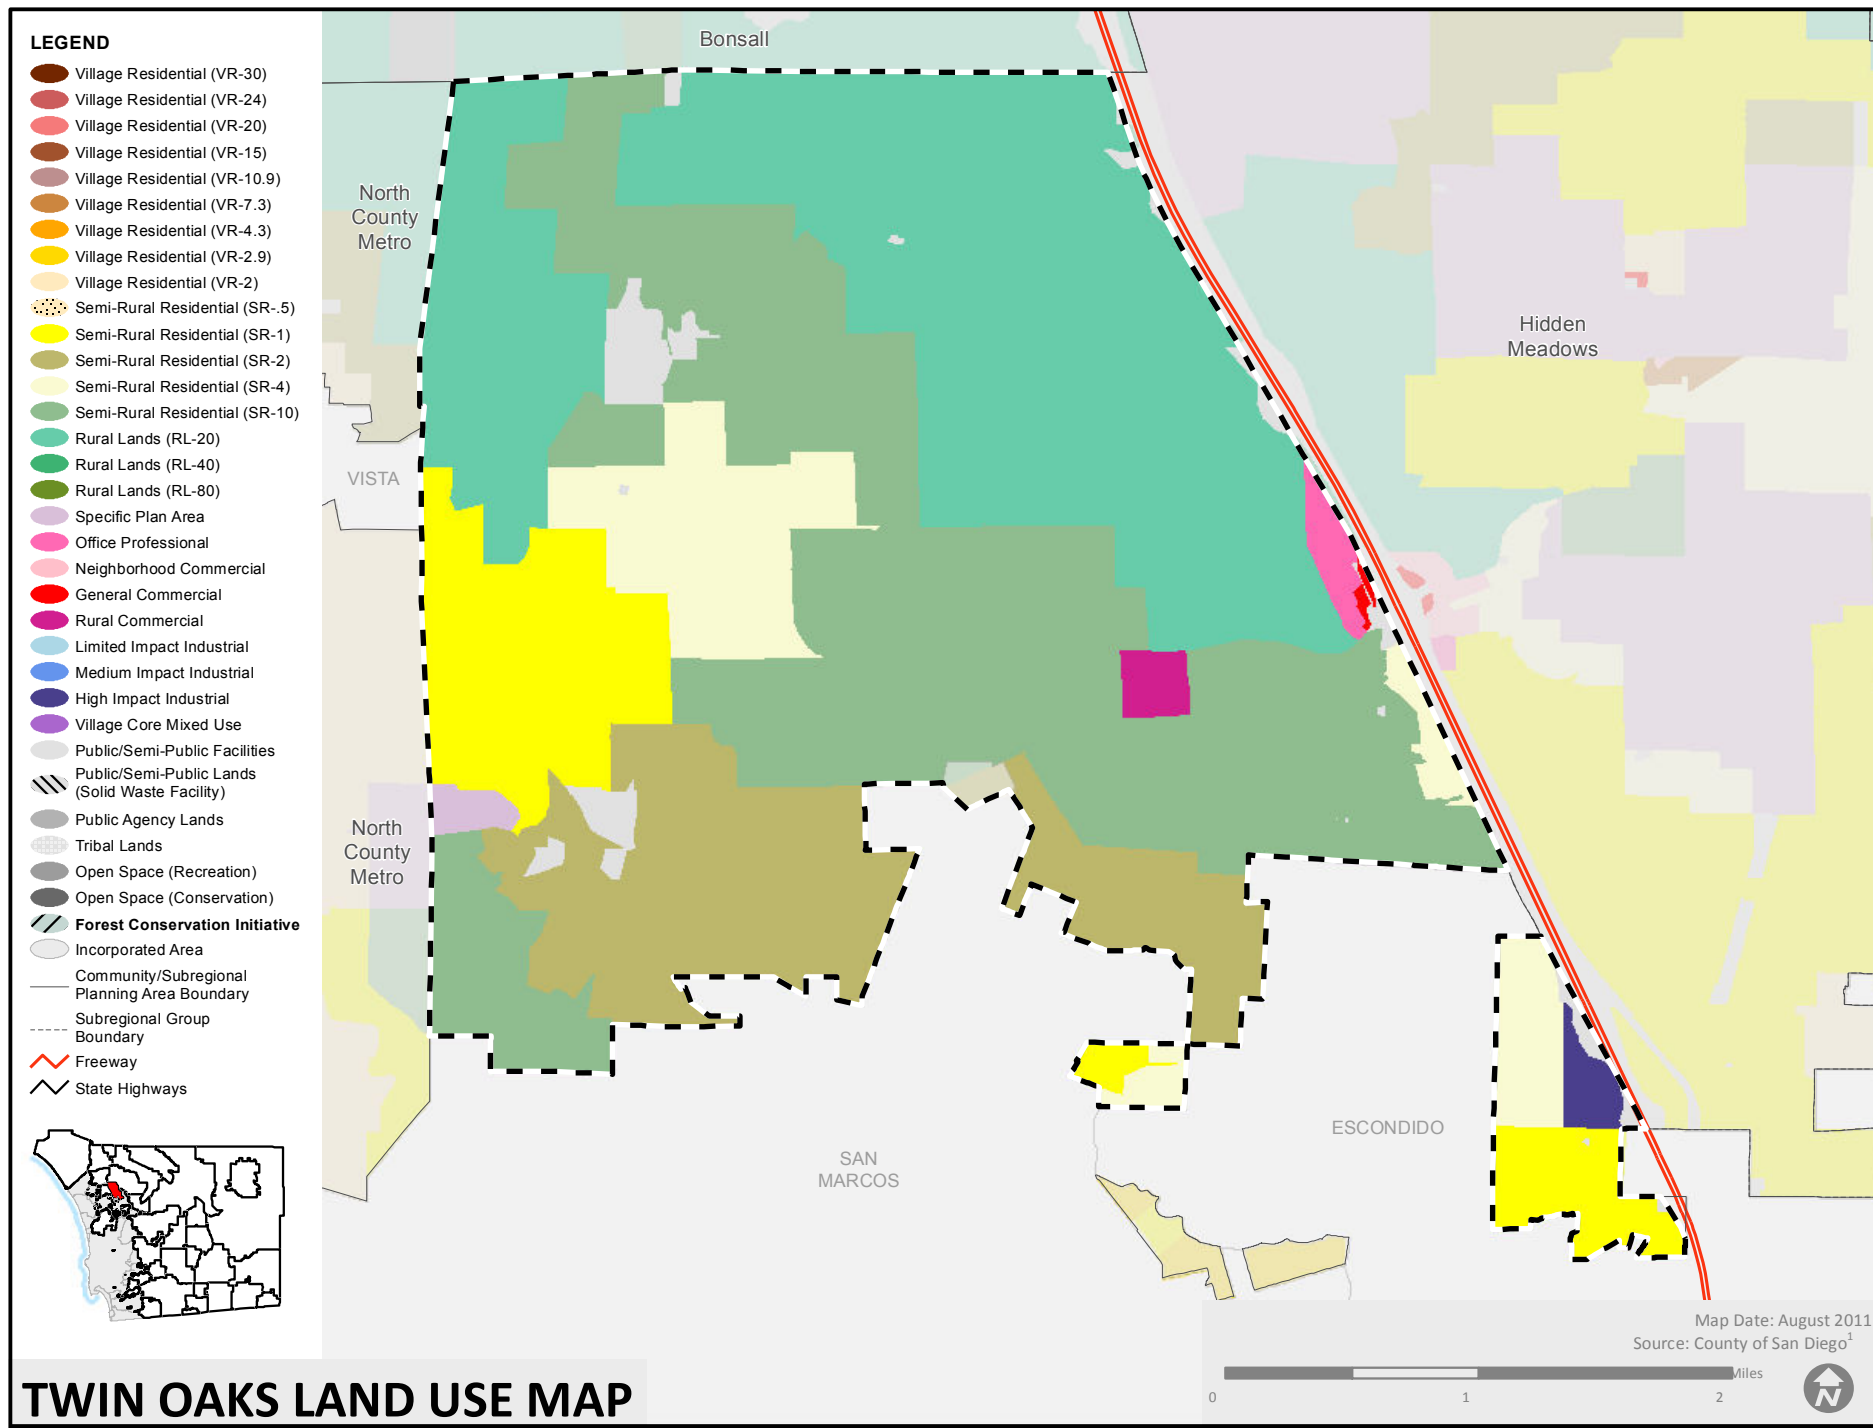 LEGEND
Village Residential (VR-30)
Village Residential (VR-24)
Village Residential (VR-20)
Village Residential (VR-15)
Village Residential (VR-10.9)
Village Residential (VR-7.3)
Village Residential (VR-4.3)
Village Residential (VR-2.9)
Village Residential (VR-2)
Semi-Rural Residential (SR-.5)
Semi-Rural Residential (SR-1)
Semi-Rural Residential (SR-2)
Semi-Rural Residential (SR-4)
Semi-Rural Residential (SR-10)
Rural Lands (RL-20)
Rural Lands (RL-40)
Rural Lands (RL-80)
Specific Plan Area
Office Professional
Neighborhood Commercial
General Commercial
Rural Commercial
Limited Impact Industrial
Medium Impact Industrial
High Impact Industrial
Village Core Mixed Use
Public/Semi-Public Facilities
Public/Semi-Public Lands
(Solid Waste Facility)
Public Agency Lands
Tribal Lands
Open Space (Recreation)
Open Space (Conservation)
Forest Conservation Initiative
Incorporated Area
Community/Subregional
Planning Area Boundary
Subregional Group
Boundary
Freeway
State Highways
Bonsall
North
County
Metro
Hidden
Meadows
VISTA
North
County
Metro
SAN
MARCOS
ESCONDIDO
Map Date: August 2011
Source: County of San Diego1
Miles
0 1 2
N
TWIN OAKS LAND USE MAP